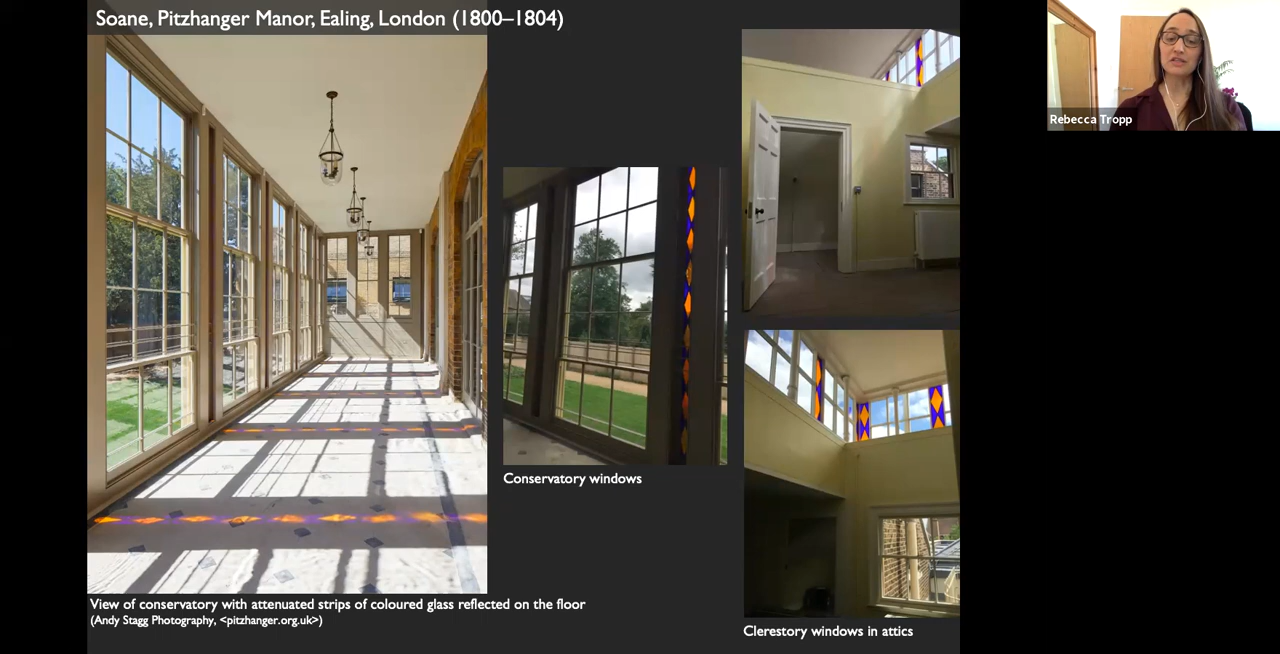 Soane, Pitzhanger Manor, Ealing, London (1800–1804)
Rebecca Tropp
Conservatory windows
View of conservatory with attenuated strips of coloured glass reflected on the floor
(Andy Stagg Photography, <pitzhanger.org.uk>)
Clerestory windows in attics